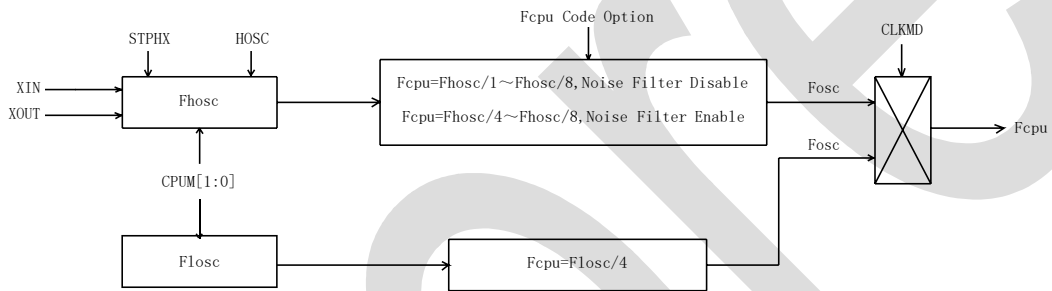 Fcpu Code Option
STPHX
HOSC
CLKMD
XIN
XOUT
Fhosc
Fcpu=Fhosc/1～Fhosc/8,Noise Filter Disable
Fcpu=Fhosc/4～Fhosc/8,Noise Filter Enable
Fosc
Fosc
Fcpu
CPUM[1:0]
Flosc
Fcpu=Flosc/4